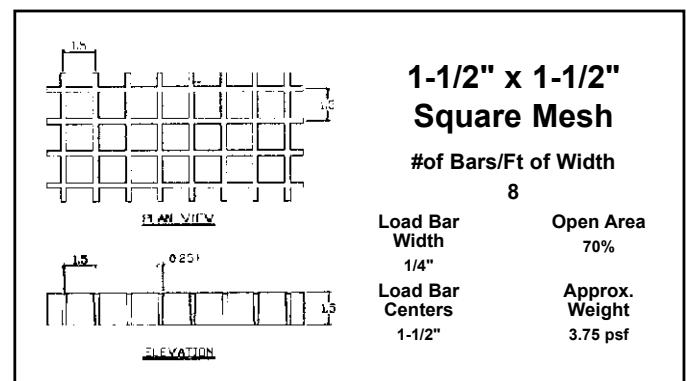 1.5
1.5
PLAN VIEW
1.5
1.5
ELEVATION
1-1/2" x 1-1/2"
Square Mesh
#of Bars/Ft of Width
8
Load Bar
Width
1/4"
Open Area
70%
Load Bar
Centers
1-1/2"
Approx.
Weight
3.75 psf